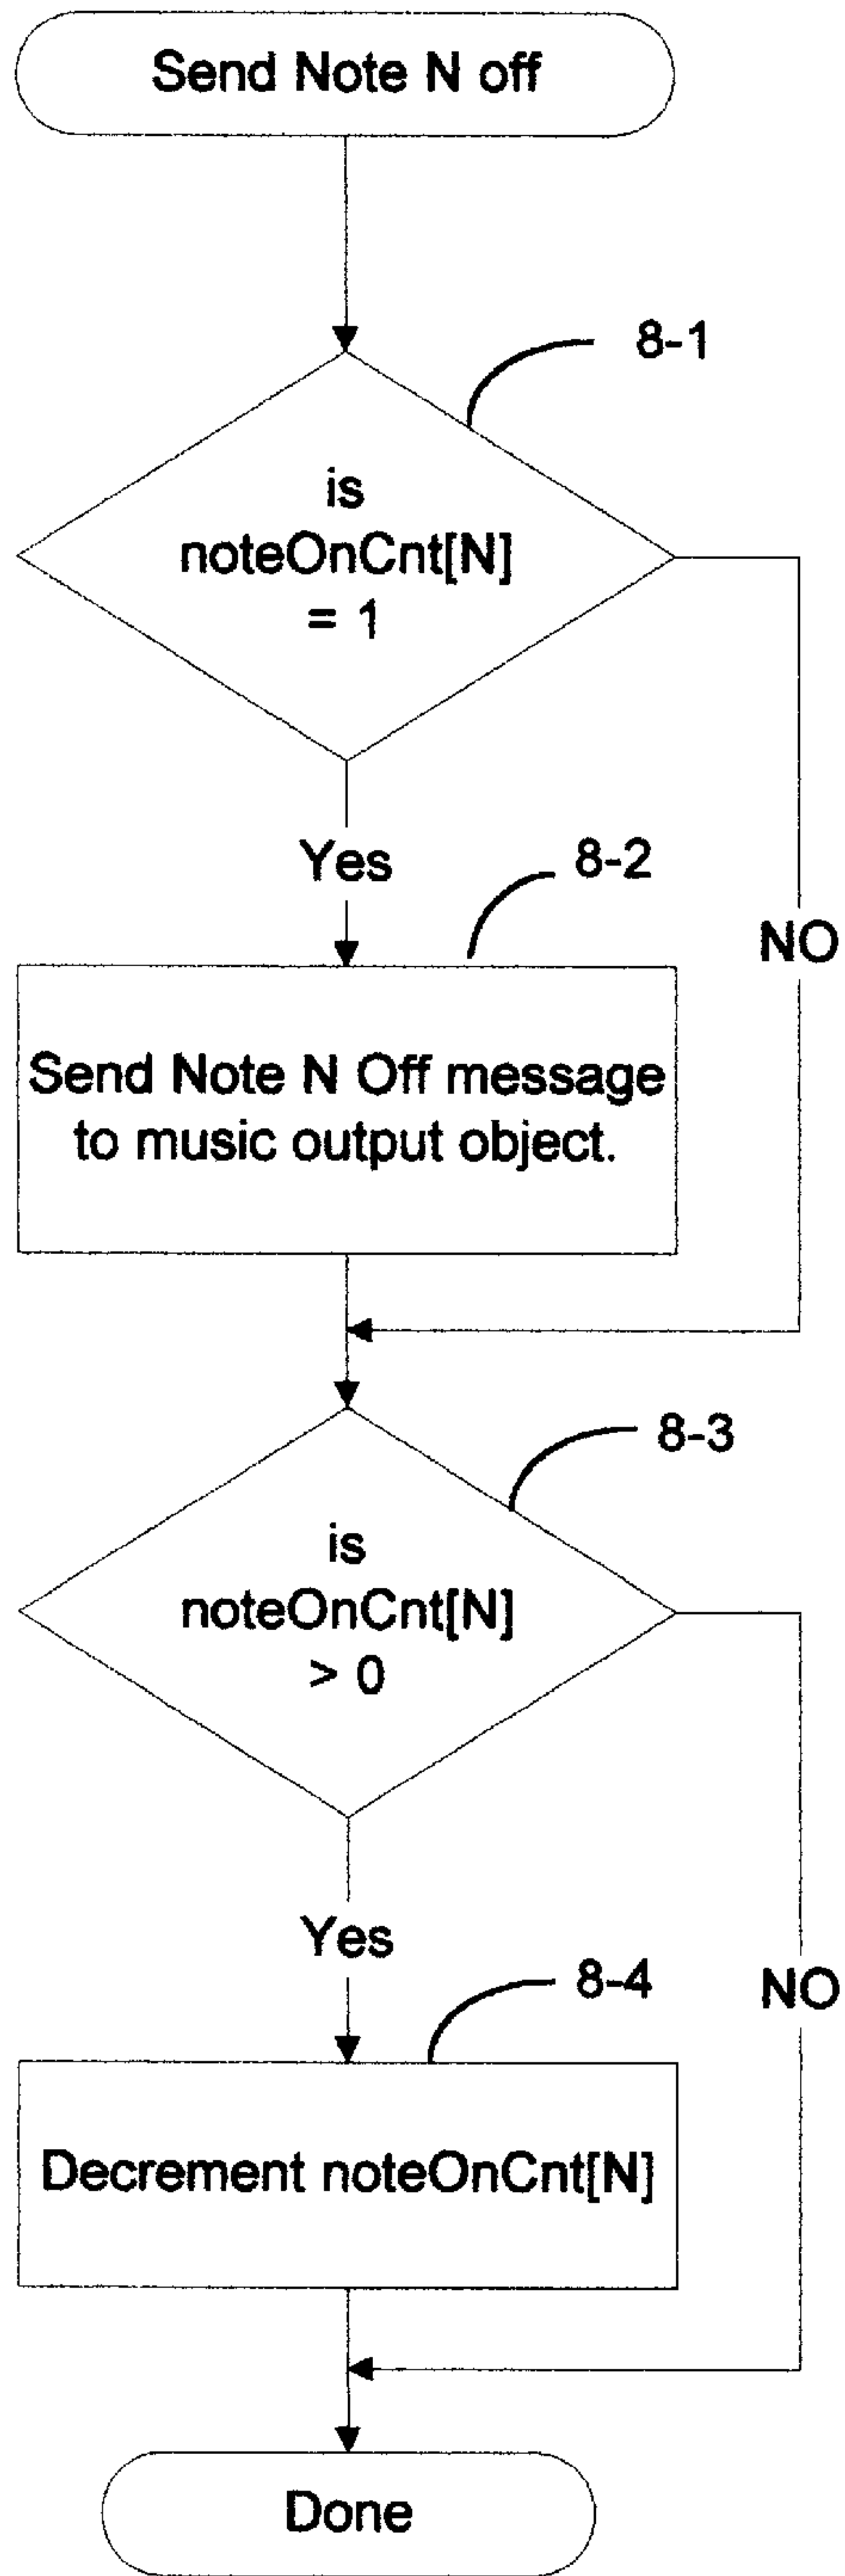 Send Note N off
8-1
is
noteOnCnt[N]
= 1
Yes
8-2
NO
Send Note N Off message
to music output object.
8-3
is
noteOnCnt[N]
> 0
Yes
8-4
NO
Decrement noteOnCnt[N]
Done